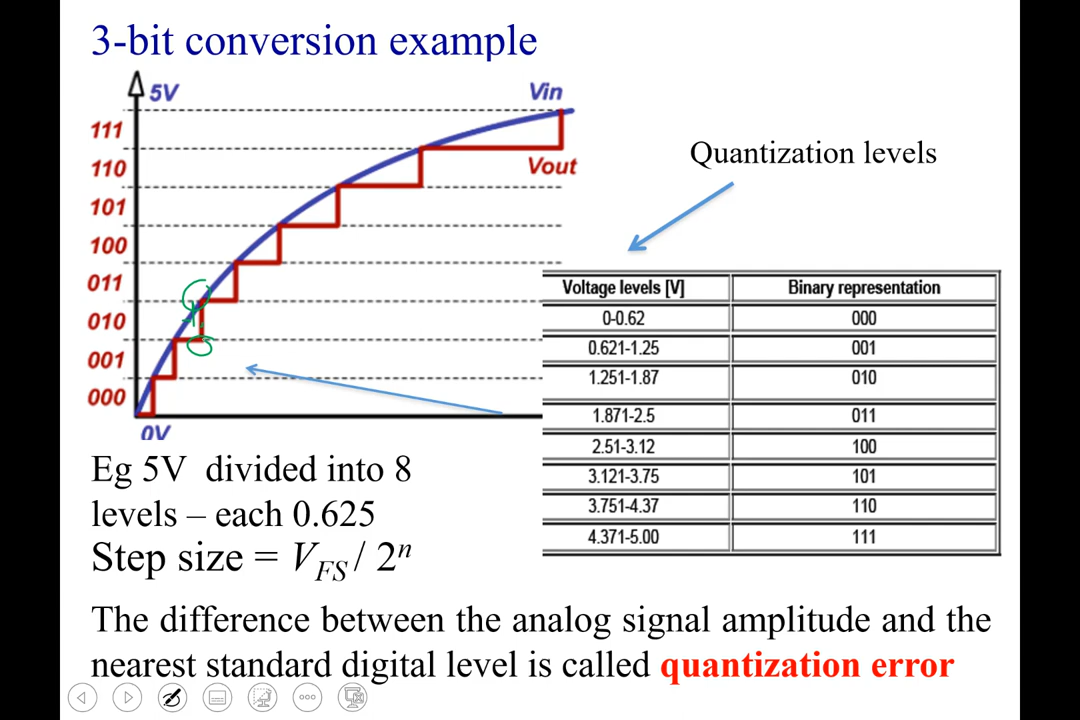 3-bit conversion example
5V
Vin
111
110
101
100
011
010
001
000
Vout
0V
Quantization levels
Voltage levels [V] Binary representation
0-0.62 000
0.621-1.25 001
1.251-1.87 010
1.871-2.5 011
2.51-3.12 100
3.121-3.75 101
3.751-4.37 110
4.371-5.00 111
Eg 5V divided into 8
levels – each 0.625
Step size = V_FS / 2^n
The difference between the analog signal amplitude and the
nearest standard digital level is called quantization error